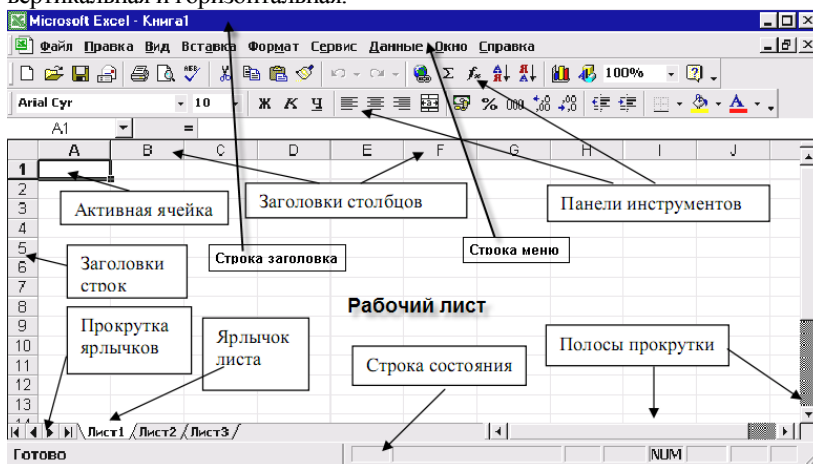 вертикальная и горизонтальная.
Microsoft Excel - Книга1
Файл Правка Вид Вставка Формат Сервис Данные Окно Справка
100%
Arial Cyr 10 Ж К Ч % 000
A1 =
A B C D E F G H I J
1
2
3
Активная ячейка
Заголовки столбцов
Панели инструментов
4
5
6
7
Заголовки
строк
Строка заголовка
Строка меню
8
Рабочий лист
9
10
11
12
13
14
Прокрутка
ярлычков
Ярлычок
листа
Строка состояния
Полосы прокрутки
Лист1 Лист2 Лист3
Готово NUM